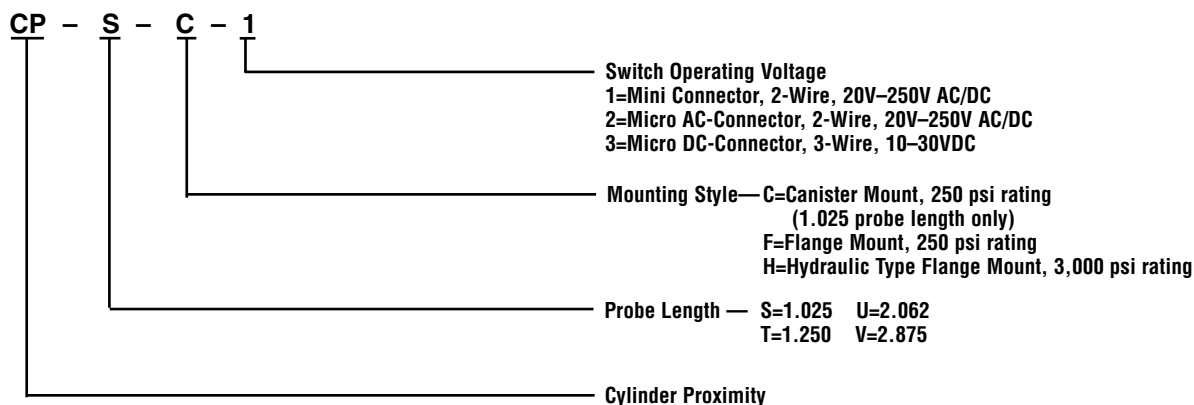 CP – S – C – 1
Switch Operating Voltage
1=Mini Connector, 2-Wire, 20V–250V AC/DC
2=Micro AC-Connector, 2-Wire, 20V–250V AC/DC
3=Micro DC-Connector, 3-Wire, 10–30VDC
Mounting Style— C=Canister Mount, 250 psi rating
(1.025 probe length only)
F=Flange Mount, 250 psi rating
H=Hydraulic Type Flange Mount, 3,000 psi rating
Probe Length — S=1.025 U=2.062
T=1.250 V=2.875
Cylinder Proximity